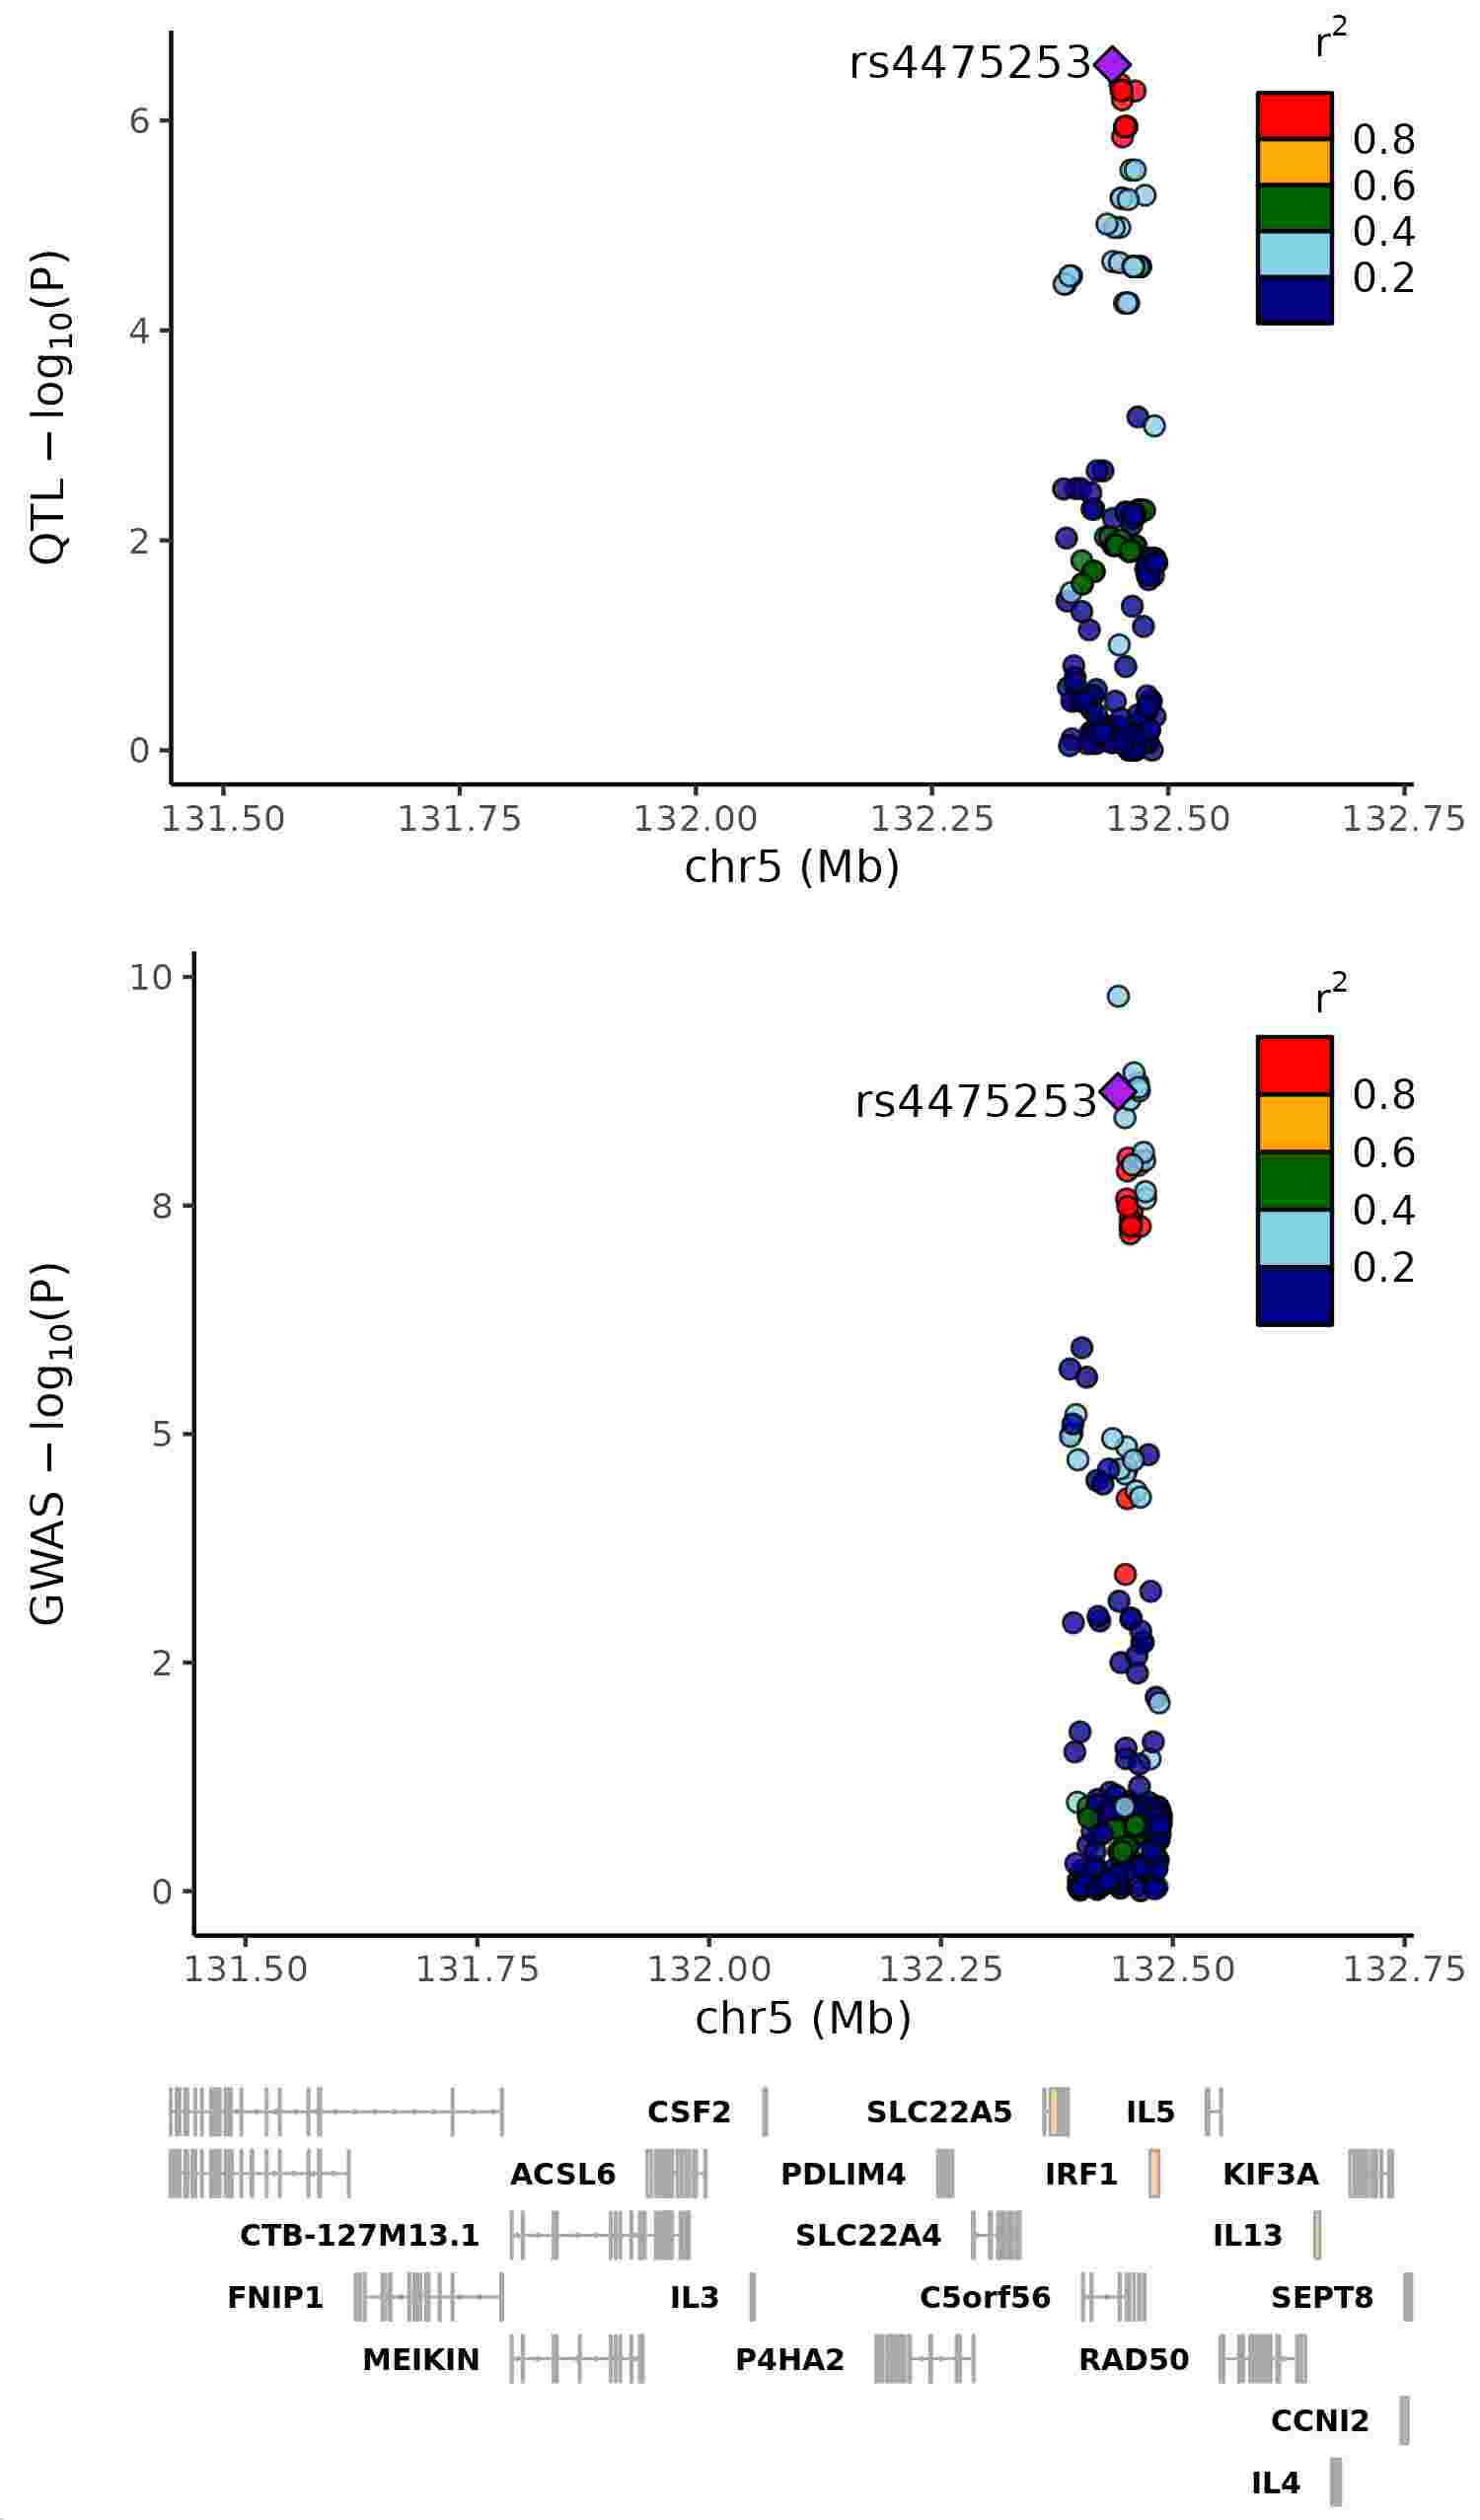 r2
rs4475253
6
4
2
0
QTL −log10(P)
0.8
0.6
0.4
0.2
131.50 131.75 132.00 132.25 132.50 132.75
chr5 (Mb)
r2
rs4475253
10
8
5
2
0
GWAS −log10(P)
0.8
0.6
0.4
0.2
131.50 131.75 132.00 132.25 132.50 132.75
chr5 (Mb)
CSF2 SLC22A5 IL5
ACSL6 PDLIM4 IRF1 KIF3A
CTB-127M13.1 SLC22A4 IL13
FNIP1 IL3 C5orf56 SEPT8
MEIKIN P4HA2 RAD50
CCNI2
IL4